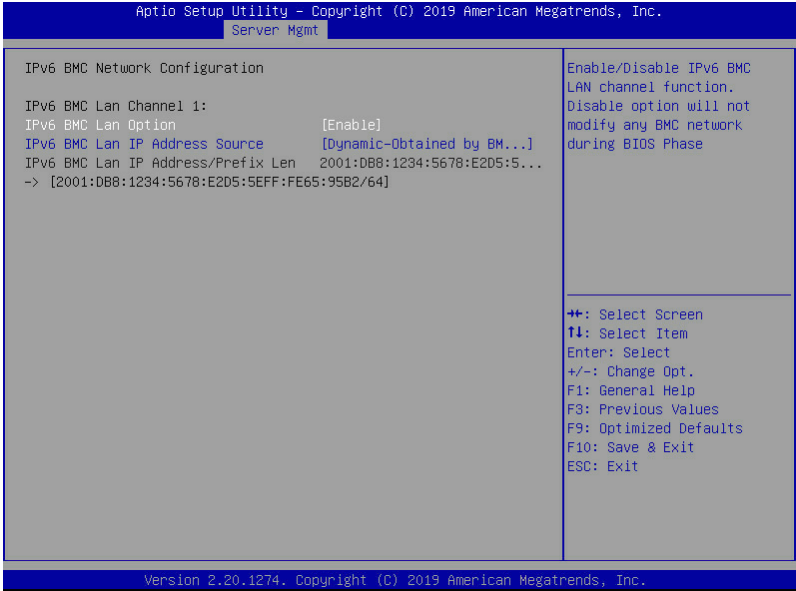 Aptio Setup Utility – Copyright (C) 2019 American Megatrends, Inc.
Server Mgmt
IPv6 BMC Network Configuration
IPv6 BMC Lan Channel 1:
IPv6 BMC Lan Option [Enable]
IPv6 BMC Lan IP Address Source [Dynamic-Obtained by BM...]
IPv6 BMC Lan IP Address/Prefix Len 2001:DB8:1234:5678:E2D5:5...
-> [2001:DB8:1234:5678:E2D5:5EFF:FE65:95B2/64]
Enable/Disable IPv6 BMC
LAN channel function.
Disable option will not
modify any BMC network
during BIOS Phase
→←: Select Screen
↑↓: Select Item
Enter: Select
+/-: Change Opt.
F1: General Help
F3: Previous Values
F9: Optimized Defaults
F10: Save & Exit
ESC: Exit
Version 2.20.1274. Copyright (C) 2019 American Megatrends, Inc.